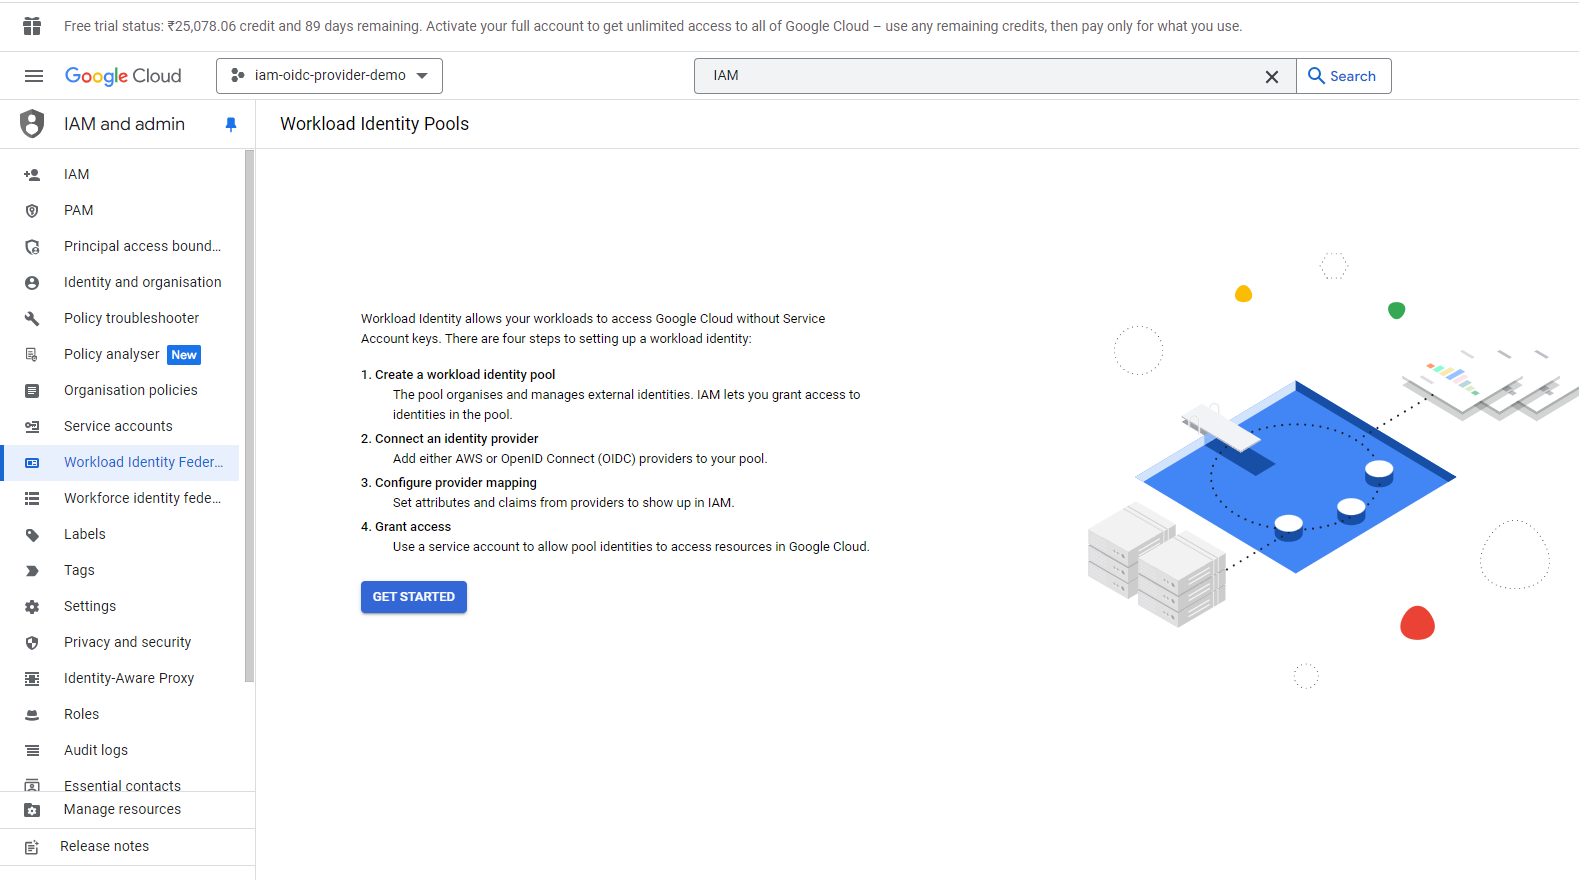 Free trial status: ₹25,078.06 credit and 89 days remaining. Activate your full account to get unlimited access to all of Google Cloud – use any remaining credits, then pay only for what you use.
Google Cloud
iam-oidc-provider-demo
IAM
Search
IAM and admin
Workload Identity Pools
IAM
PAM
Principal access bound...
Identity and organisation
Policy troubleshooter
Policy analyser New
Organisation policies
Service accounts
Workload Identity Feder...
Workforce identity fede...
Labels
Tags
Settings
Privacy and security
Identity-Aware Proxy
Roles
Audit logs
Essential contacts
Manage resources
Release notes
Workload Identity allows your workloads to access Google Cloud without Service
Account keys. There are four steps to setting up a workload identity:
1. Create a workload identity pool
The pool organises and manages external identities. IAM lets you grant access to
identities in the pool.
2. Connect an identity provider
Add either AWS or OpenID Connect (OIDC) providers to your pool.
3. Configure provider mapping
Set attributes and claims from providers to show up in IAM.
4. Grant access
Use a service account to allow pool identities to access resources in Google Cloud.
GET STARTED